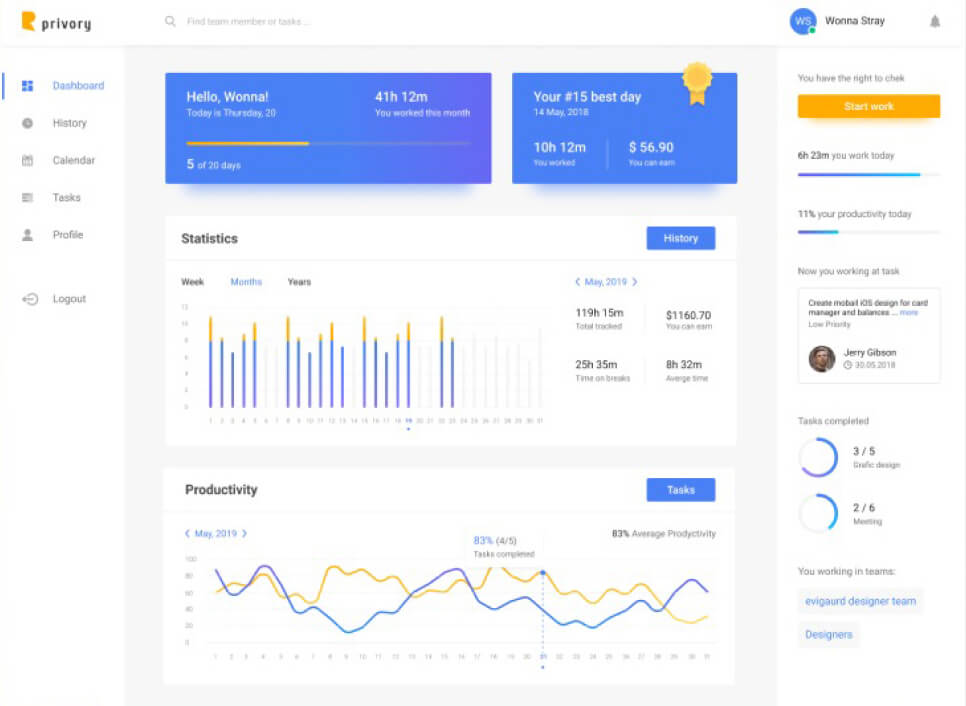 privory
Find team member or tasks ...
WS
Wonna Stray
Dashboard
History
Calendar
Tasks
Profile
Logout
Hello, Wonna!
Today is Thursday, 20
41h 12m
You worked this month
5 of 20 days
Your #15 best day
14 May, 2018
10h 12m
You worked
$ 56.90
You can earn
Statistics
History
Week
Months
Years
May, 2019
12
10
8
6
4
2
0
1 2 3 4 5 6 7 8 9 10 11 12 13 14 15 16 17 18 19 20 21 22 23 24 25 26 27 28 29 30 31
119h 15m
Total tracked
$1160.70
You can earn
25h 35m
Time on breaks
8h 32m
Averge time
Productivity
Tasks
May, 2019
83% (4/5)
Tasks completed
83% Average Prodyctivity
100
80
60
40
20
0
1 2 3 4 5 6 7 8 9 10 11 12 13 14 15 16 17 18 19 20 22 23 24 25 26 27 28 29 30 31
You have the right to chek
Start work
6h 23m you work today
11% your productivity today
Now you working at task
Create mobail iOS design for card
manager and balances ... more
Low Priority
Jerry Gibson
30.05.2018
Tasks completed
3 / 5
Grafic design
2 / 6
Meeting
You working in teams:
evigaurd designer team
Designers